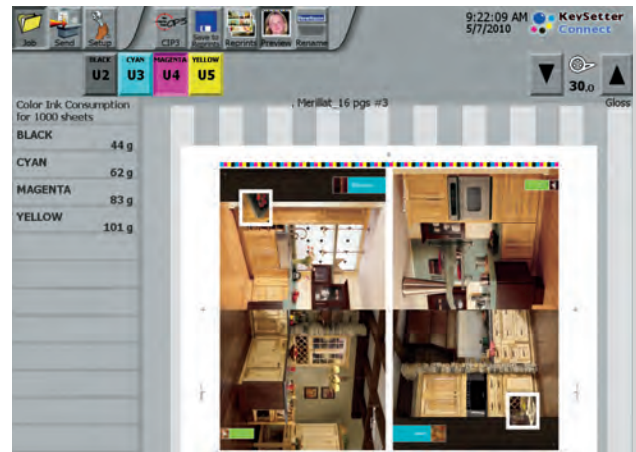 9:22:09 AM
5/7/2010
KeySetter
Connect
Job
Send
Setup
CIP3
Save to
Reprints
Reprints
Preview
Rename
BLACK
U2
CYAN
U3
MAGENTA
U4
YELLOW
U5
30.0
Gloss
Color Ink Consumption
for 1000 sheets
. Merillat_16 pgs #3
BLACK
44 g
CYAN
62 g
MAGENTA
83 g
YELLOW
101 g